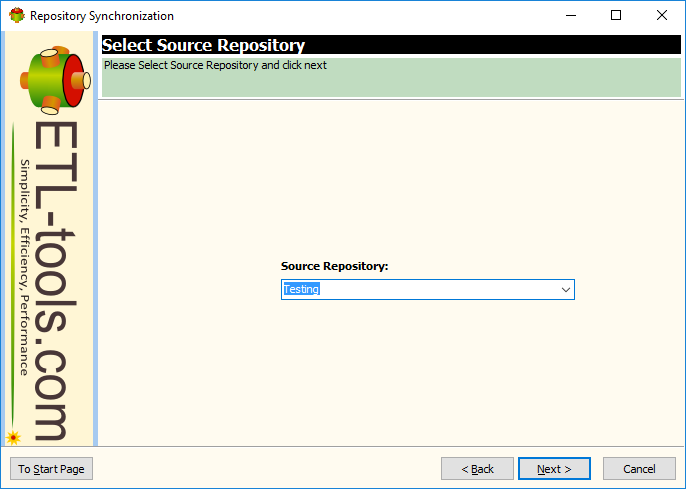 Repository Synchronization
Select Source Repository
Please Select Source Repository and click next
ETL-tools.com
Simplicity, Efficiency, Performance
Source Repository:
Testing
To Start Page
< Back
Next >
Cancel